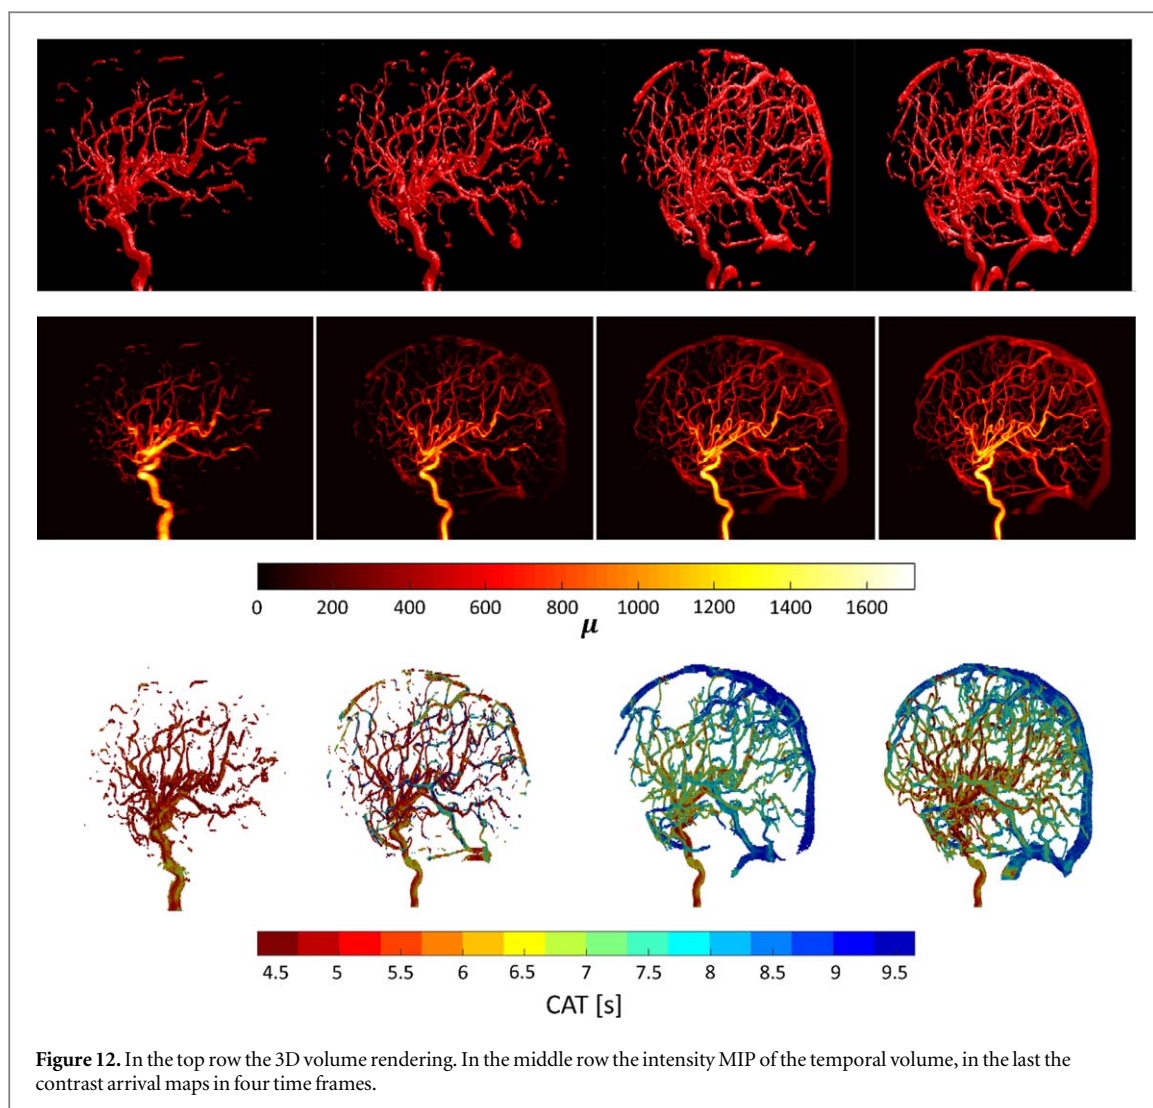 0 200 400 600 800 1000 1200 1400 1600
μ
4.5 5 5.5 6 6.5 7 7.5 8 8.5 9 9.5
CAT [s]
Figure 12. In the top row the 3D volume rendering. In the middle row the intensity MIP of the temporal volume, in the last the
contrast arrival maps in four time frames.